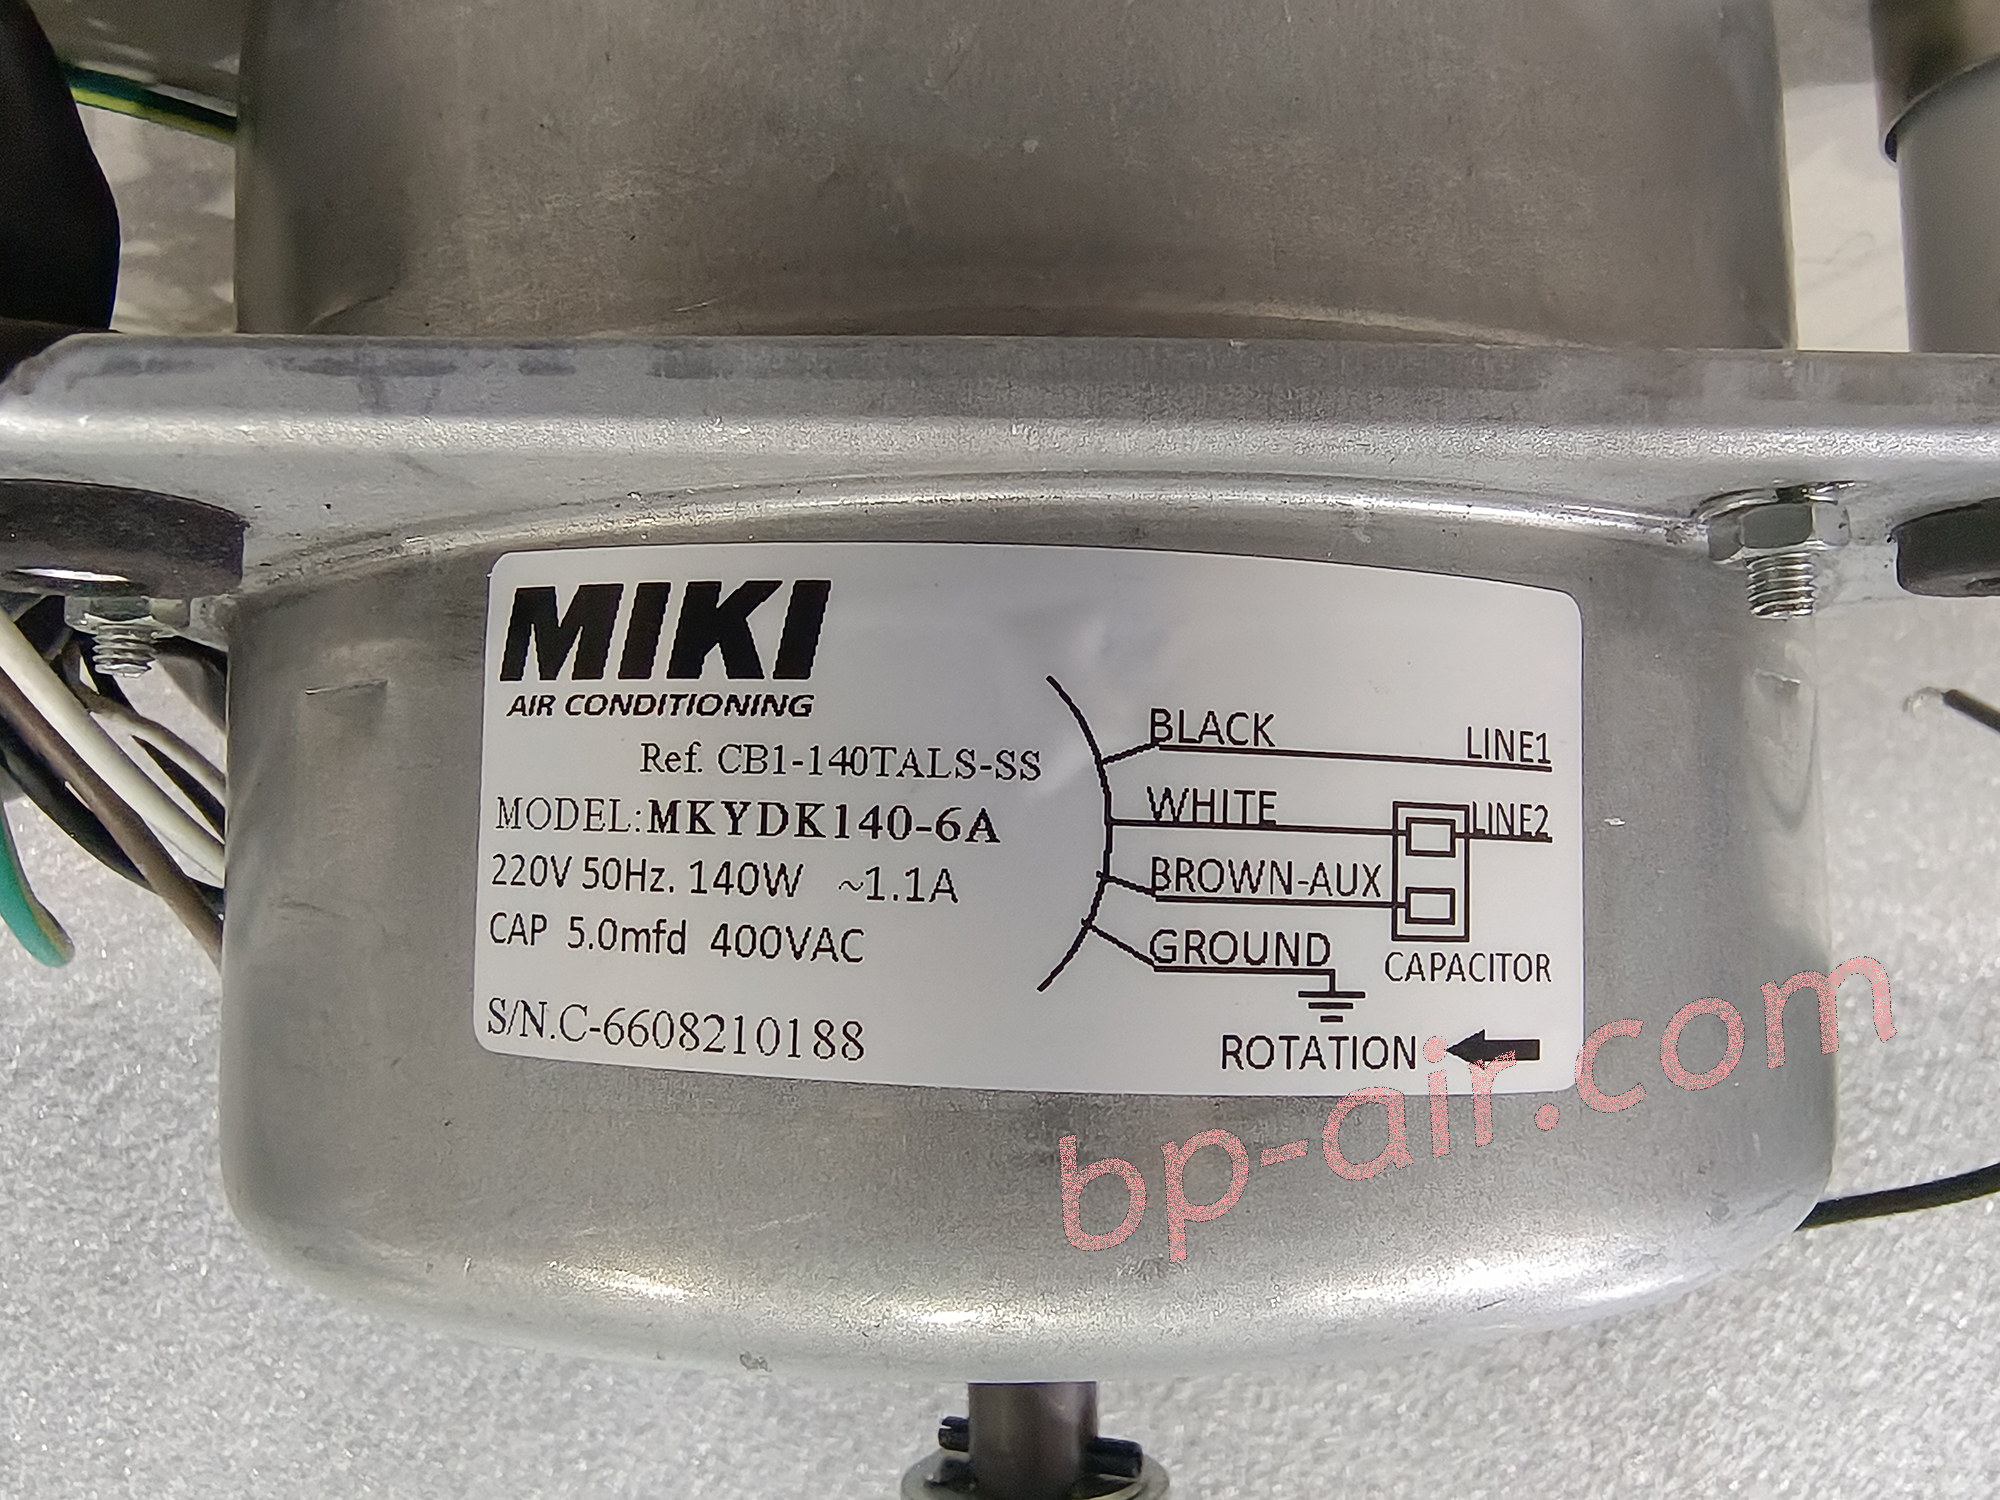 MIKI
AIR CONDITIONING
Ref. CB1-140TALS-SS
MODEL:MKYDK140-6A
220V 50Hz. 140W ~1.1A
CAP 5.0mfd 400VAC
S/N.C-6608210188
BLACK LINE1
WHITE LINE2
BROWN-AUX
GROUND
CAPACITOR
ROTATION
bp-air.com